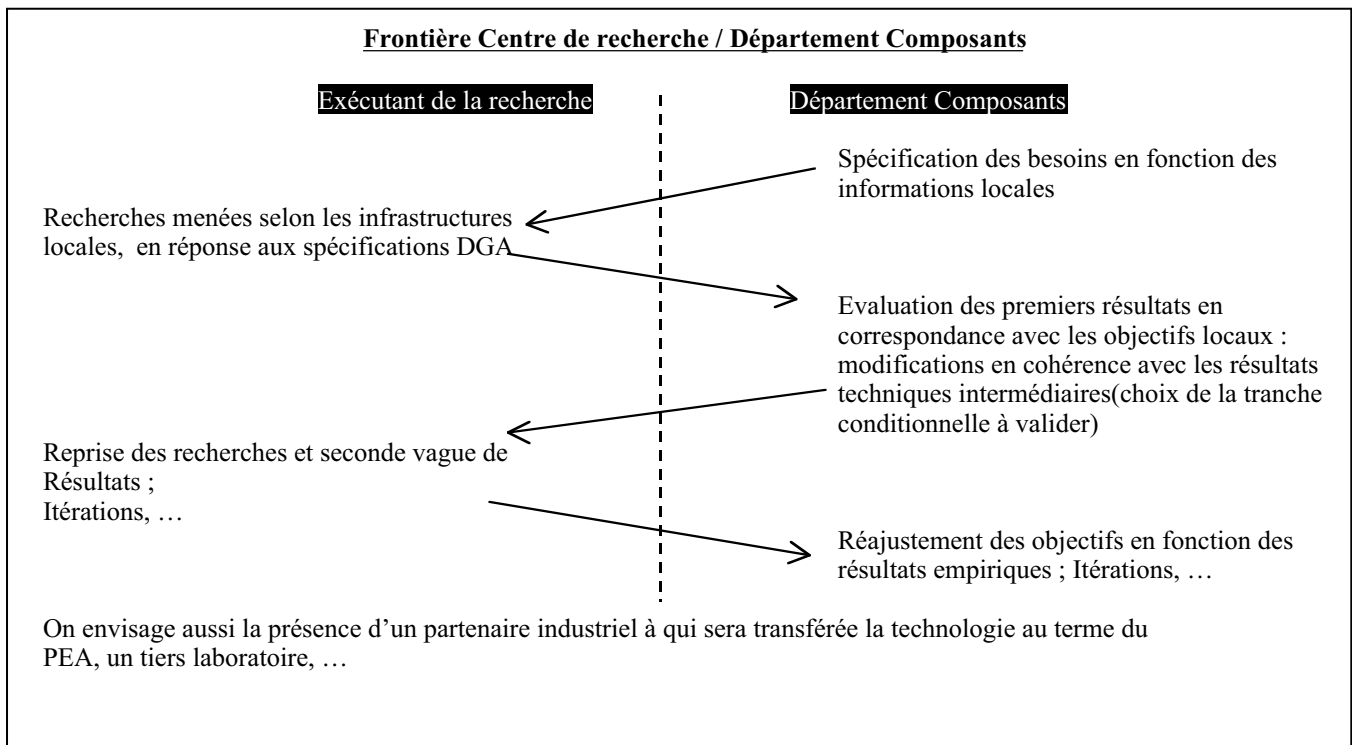 Frontière Centre de recherche / Département Composants
Exécutant de la recherche
Département Composants
Spécification des besoins en fonction des
informations locales
Recherches menées selon les infrastructures
locales,  en réponse aux spécifications DGA
Evaluation des premiers résultats en
correspondance avec les objectifs locaux :
modifications en cohérence avec les résultats
techniques intermédiaires(choix de la tranche
conditionnelle à valider)
Reprise des recherches et seconde vague de
Résultats ;
Itérations, …
Réajustement des objectifs en fonction des
résultats empiriques ; Itérations, …
On envisage aussi la présence d’un partenaire industriel à qui sera transférée la technologie au terme du
PEA, un tiers laboratoire, …